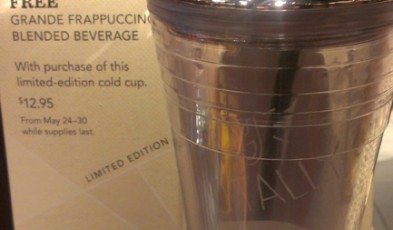 FREE
GRANDE FRAPPUCCINO
BLENDED BEVERAGE
With purchase of this
limited-edition cold cup.
$12.95
From May 24–30
while supplies last.
LIMITED EDITION